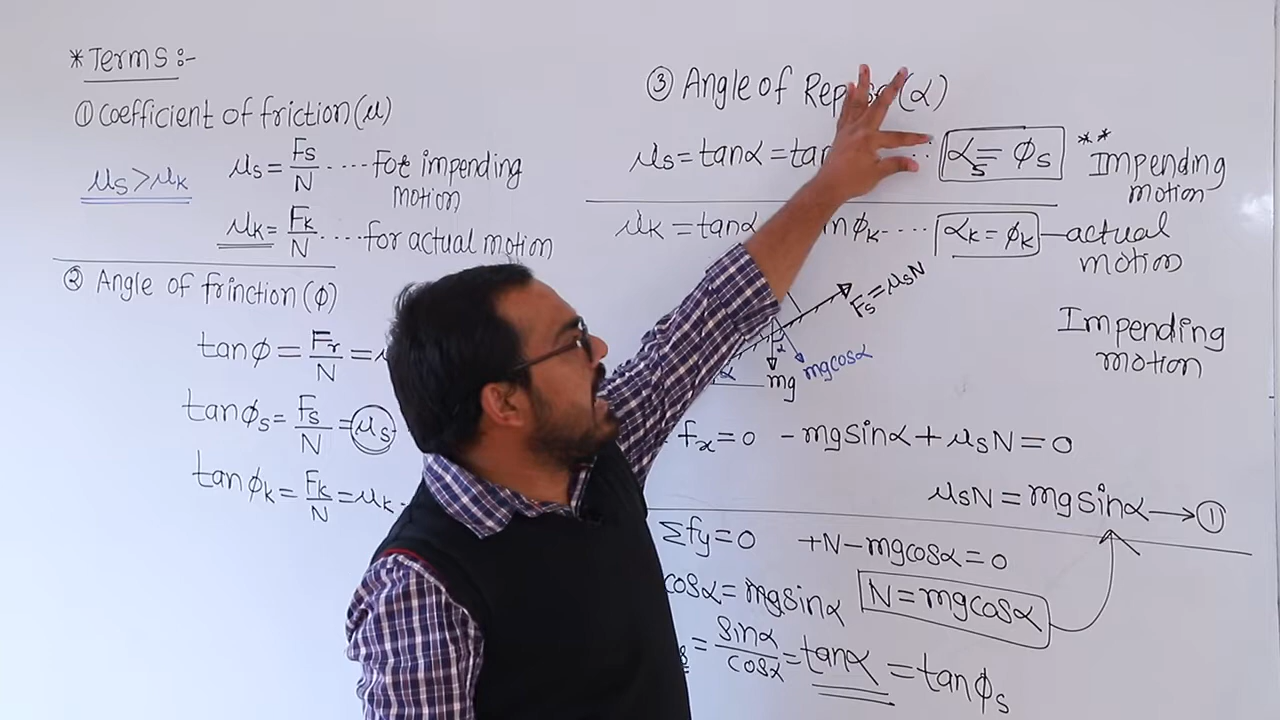 * Terms :-
① Coefficient of friction (μ)
μs > μk
μs = Fs/N ---- For impending
motion
μk = Fk/N ---- for actual motion
② Angle of frinction (φ)
tanφ = Fr/N =
tanφs = Fs/N = μs
tanφk = Fk/N = μk -
③ Angle of (α)
μs = tanα = tan ... αs = φs ** Impending
motion
μk = tanα φk ---- αk = φk — actual
motion
Fs = μsN
α
α
mg
mgcosα
Impending
motion
fx = 0 - mgsinα + μsN = 0
μsN = mgsinα → ①
Σfy = 0 +N - mgcosα = 0
cosα = mgsinα
N = mgcosα
= sinα/cosα = tanα = tanφs